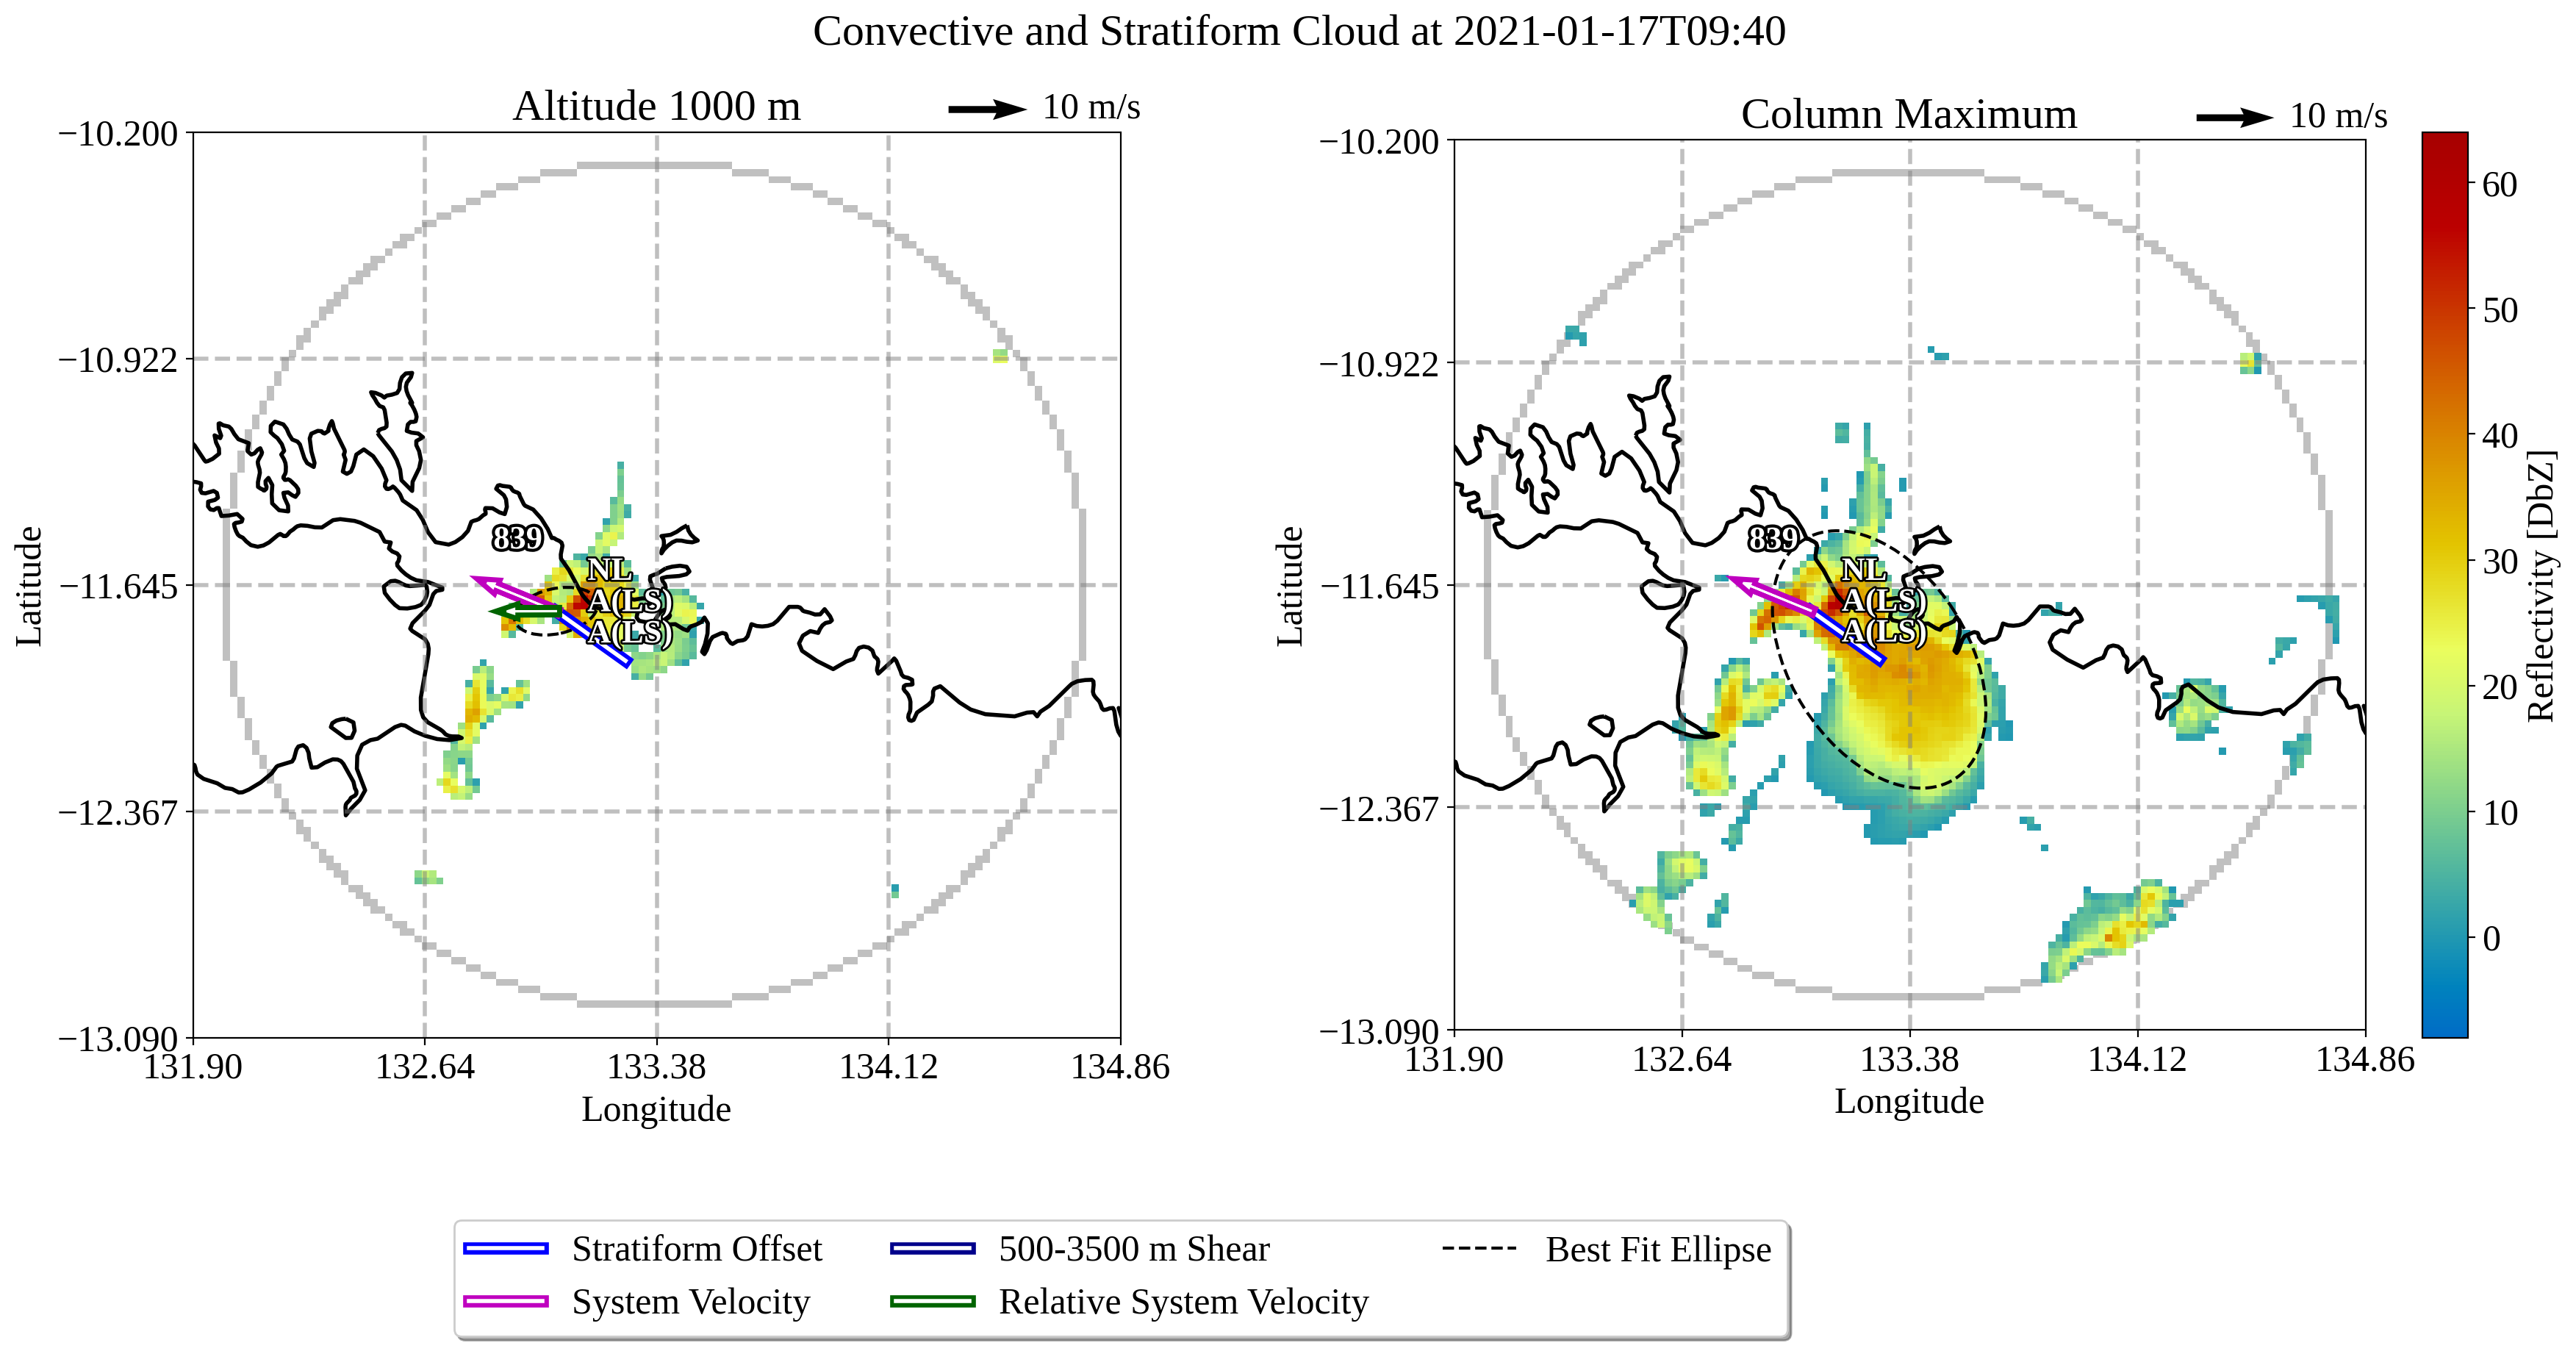 Convective and Stratiform Cloud at 2021-01-17T09:40
Altitude 1000 m
10 m/s
−10.200
−10.922
−11.645
−12.367
−13.090
Latitude
131.90
132.64
133.38
134.12
134.86
Longitude
839
NL
A(LS)
A(LS)
Column Maximum
10 m/s
−10.200
−10.922
−11.645
−12.367
−13.090
Latitude
131.90
132.64
133.38
134.12
134.86
Longitude
839
NL
A(LS)
A(LS)
60
50
40
30
20
10
0
Reflectivity [DbZ]
Stratiform Offset
System Velocity
500-3500 m Shear
Relative System Velocity
Best Fit Ellipse